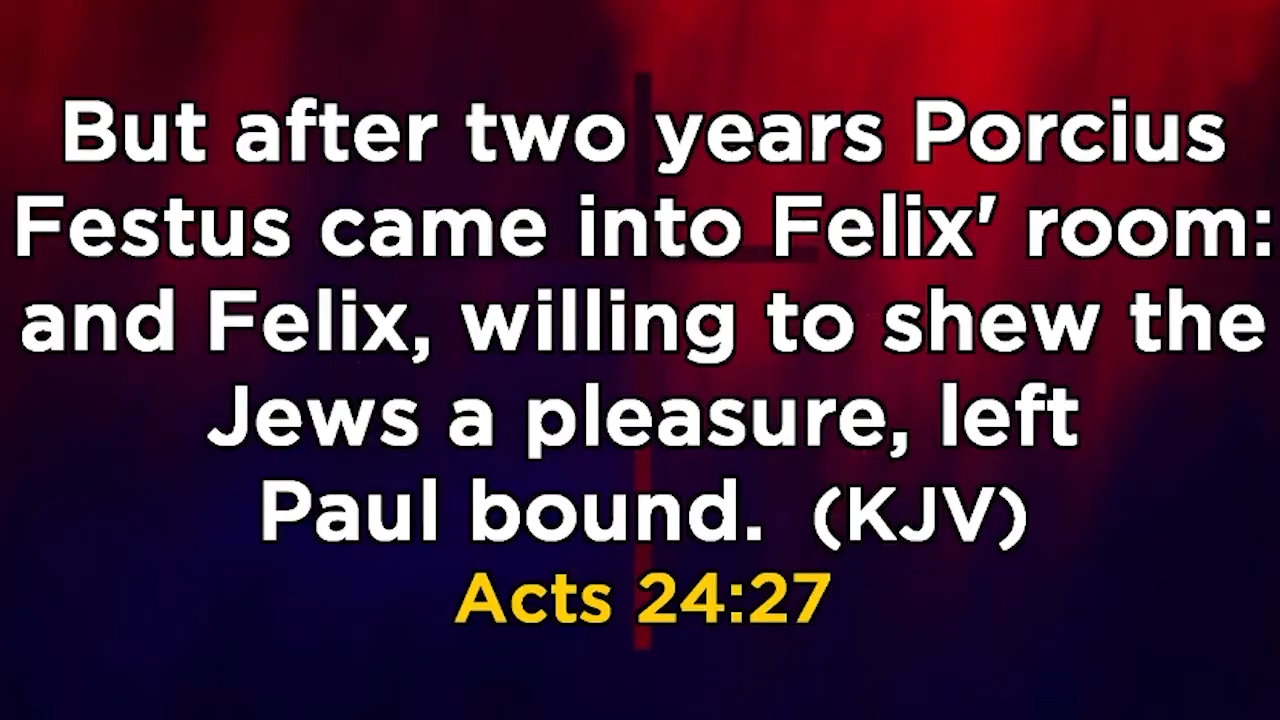 But after two years Porcius
Festus came into Felix' room:
and Felix, willing to shew the
Jews a pleasure, left
Paul bound.  (KJV)
Acts 24:27